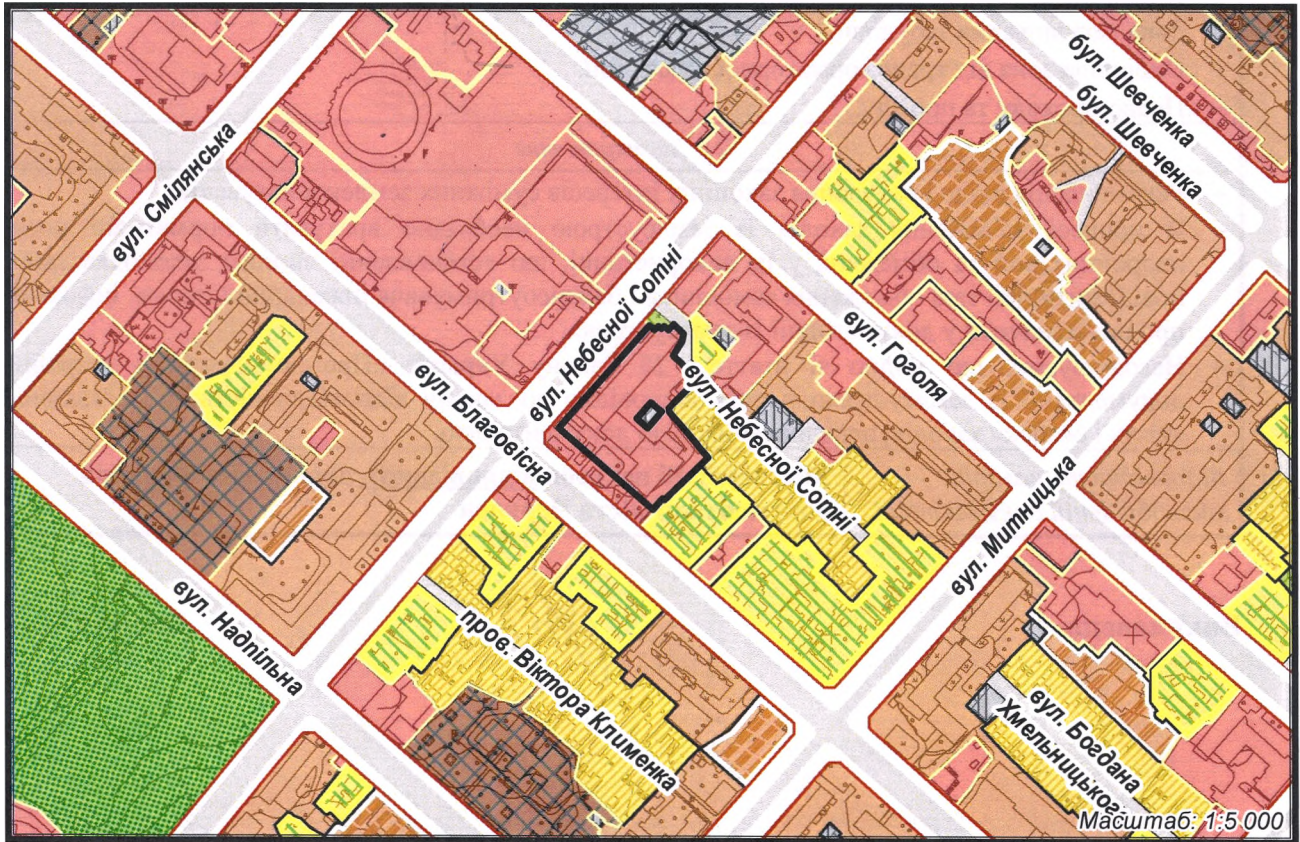 бул. Шевченка
бул. Шевченка
вул. Смілянська
вул. Небесної Сотні
вул. Гоголя
вул. Благовісна
вул. Небесної Сотні
вул. Митницька
вул. Надпільна
пров. Віктора Клименка
вул. Богдана
Хмельницького
Масштаб: 1:5 000